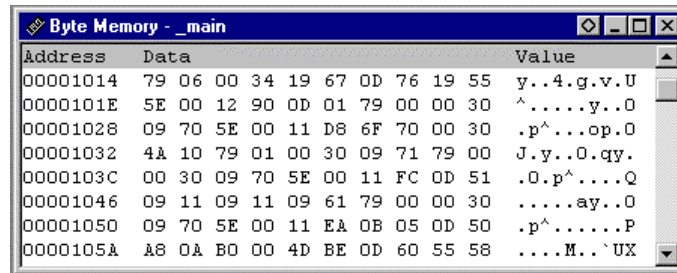 Byte Memory - _main
Address Data Value
00001014 79 06 00 34 19 67 0D 76 19 55 y..4.g.v.U
0000101E 5E 00 12 90 0D 01 79 00 00 30 ^.....y..0
00001028 09 70 5E 00 11 D8 6F 70 00 30 .p^...op.0
00001032 4A 10 79 01 00 30 09 71 79 00 J.y..0.qy.
0000103C 00 30 09 70 5E 00 11 FC 0D 51 .0.p^....Q
00001046 09 11 09 11 09 61 79 00 00 30 .....ay..0
00001050 09 70 5E 00 11 EA 0B 05 0D 50 .p^......P
0000105A A8 0A B0 00 4D BE 0D 60 55 58 ....M..`UX